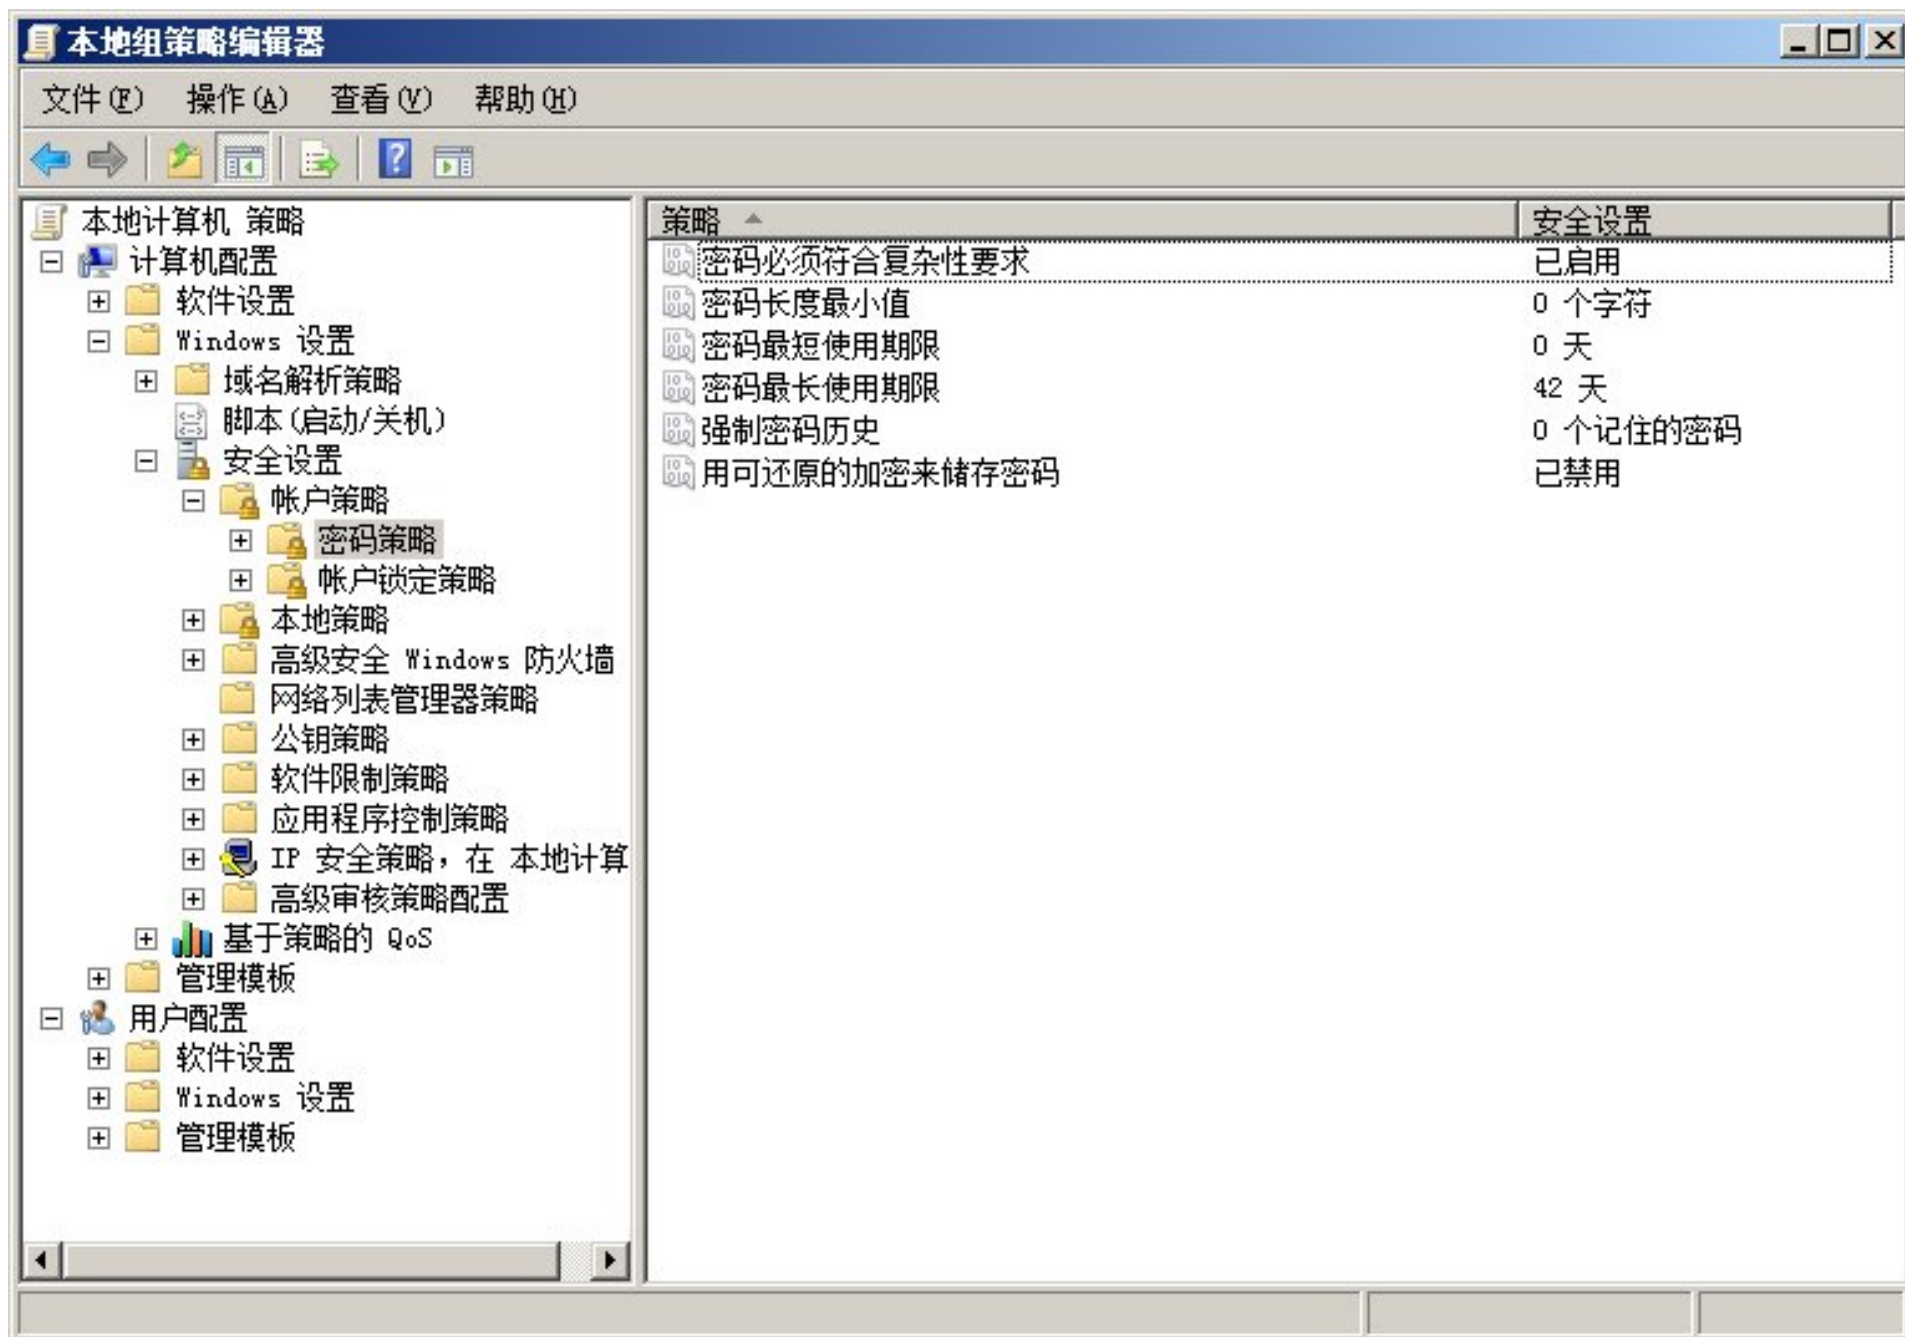 本地组策略编辑器
文件(F) 操作(A) 查看(V) 帮助(H)
本地计算机 策略
计算机配置
软件设置
Windows 设置
域名解析策略
脚本(启动/关机)
安全设置
帐户策略
密码策略
帐户锁定策略
本地策略
高级安全 Windows 防火墙
网络列表管理器策略
公钥策略
软件限制策略
应用程序控制策略
IP 安全策略，在 本地计算
高级审核策略配置
基于策略的 QoS
管理模板
用户配置
软件设置
Windows 设置
管理模板
策略 安全设置
密码必须符合复杂性要求 已启用
密码长度最小值 0 个字符
密码最短使用期限 0 天
密码最长使用期限 42 天
强制密码历史 0 个记住的密码
用可还原的加密来储存密码 已禁用